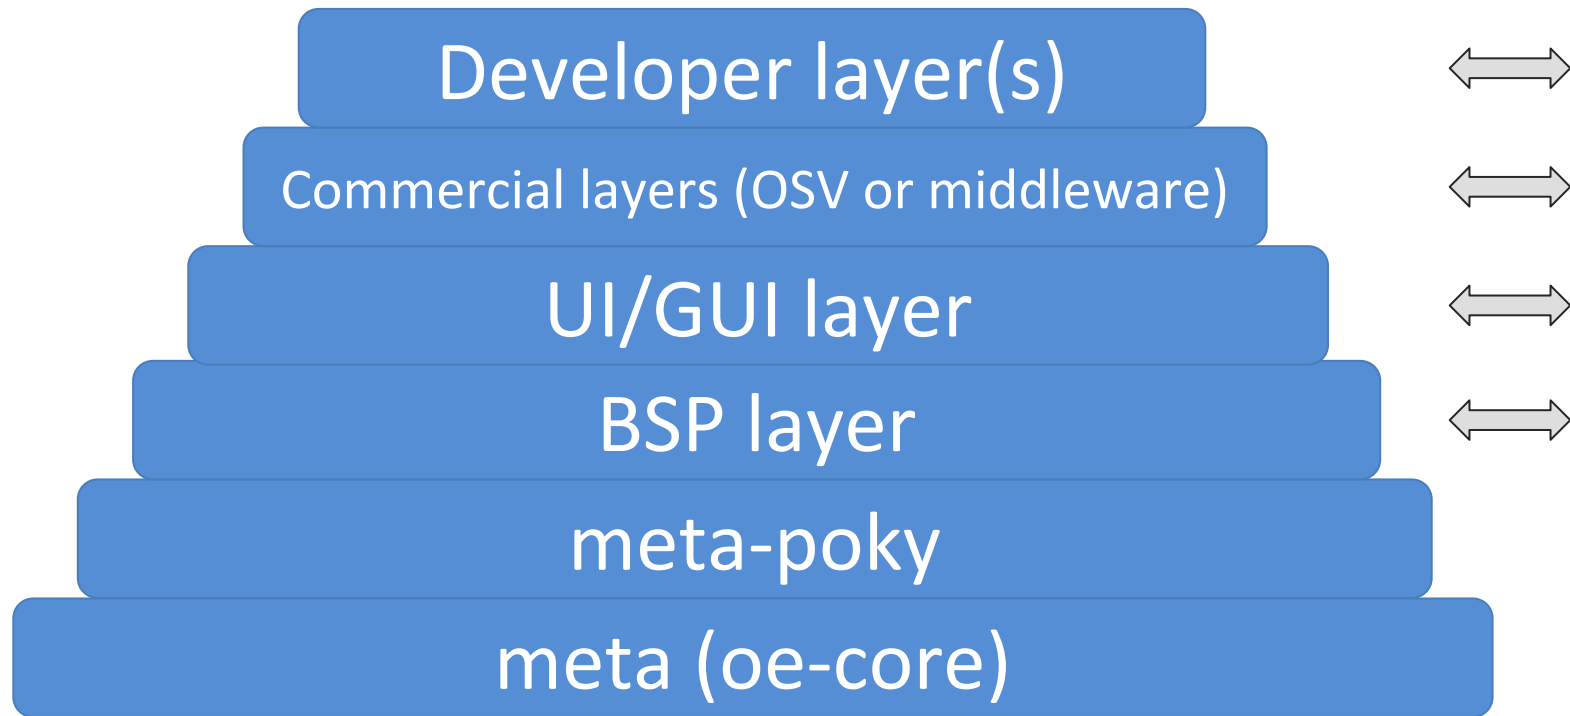 Developer layer(s)
Commercial layers (OSV or middleware)
UI/GUI layer
BSP layer
meta-poky
meta (oe-core)